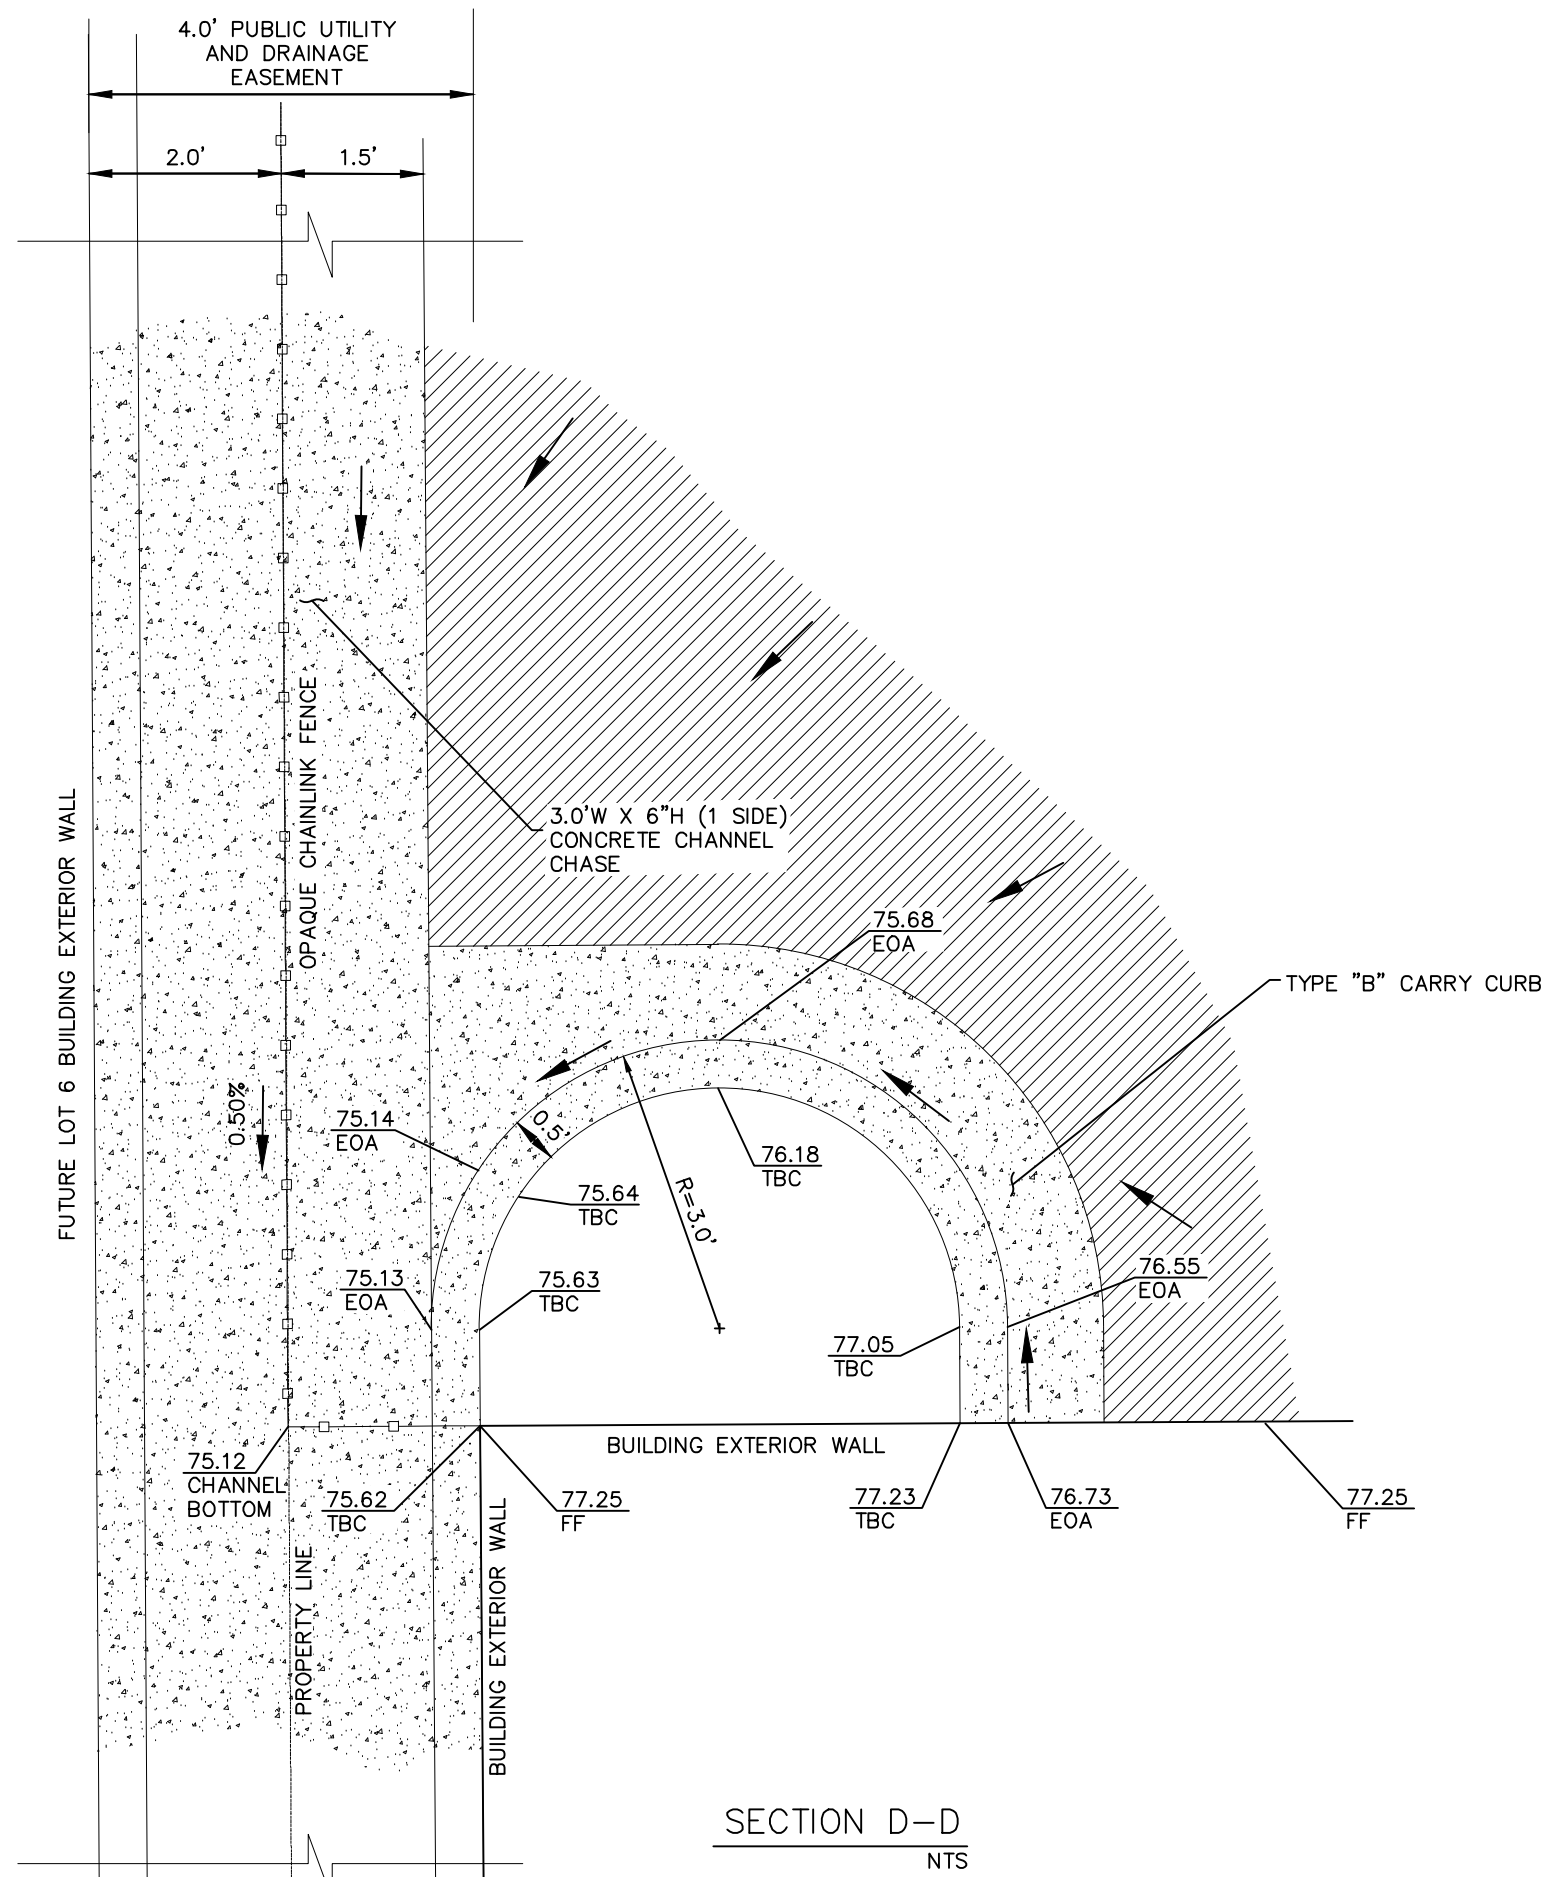 4.0' PUBLIC UTILITY
AND DRAINAGE
EASEMENT
2.0'
1.5'
OPAQUE CHAINLINK FENCE
FUTURE LOT 6 BUILDING EXTERIOR WALL
3.0'W X 6"H (1 SIDE)
CONCRETE CHANNEL
CHASE
75.68
EOA
TYPE "B" CARRY CURB
0.50%
75.14
EOA
0.5'
76.18
TBC
75.64
TBC
R=3.0'
75.13
EOA
75.63
TBC
76.55
EOA
77.05
TBC
BUILDING EXTERIOR WALL
75.12
CHANNEL
BOTTOM
75.62
TBC
77.25
FF
77.23
TBC
76.73
EOA
77.25
FF
PROPERTY LINE
BUILDING EXTERIOR WALL
SECTION D-D
NTS